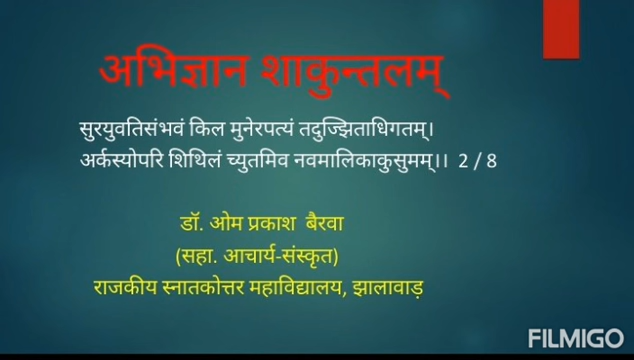 अभिज्ञान शाकुन्तलम्
सुरयुवतिसंभवं किल मुनेरपत्यं तदुज्झिताधिगतम्।
अर्कस्योपरि शिथिलं च्युतमिव नवमालिकाकुसुमम्।। 2 / 8
डॉ. ओम प्रकाश बैरवा
(सहा. आचार्य-संस्कृत)
राजकीय स्नातकोत्तर महाविद्यालय, झालावाड़
FILMIGO